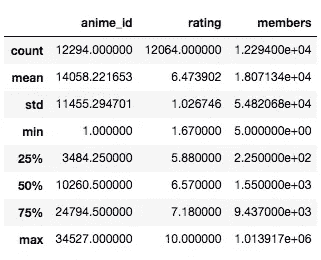 anime_id rating members
count 12294.000000 12064.000000 1.229400e+04
mean 14058.221653 6.473902 1.807134e+04
std 11455.294701 1.026746 5.482068e+04
min 1.000000 1.670000 5.000000e+00
25% 3484.250000 5.880000 2.250000e+02
50% 10260.500000 6.570000 1.550000e+03
75% 24794.500000 7.180000 9.437000e+03
max 34527.000000 10.000000 1.013917e+06